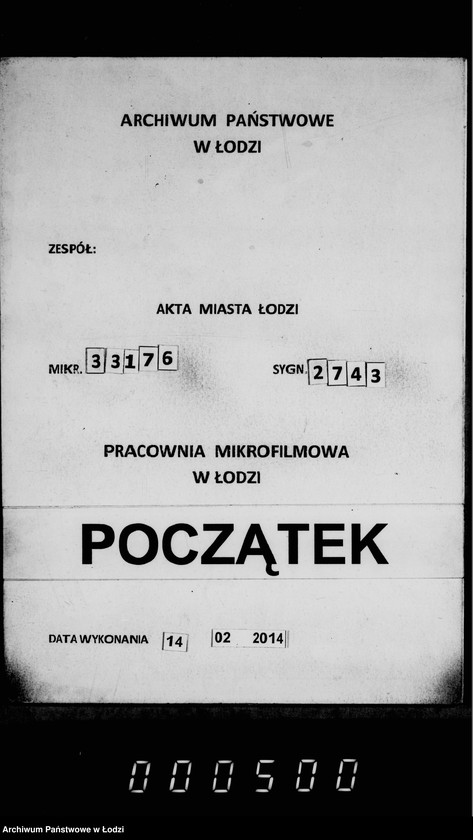 ARCHIWUM PAŃSTWOWE
W ŁODZI
ZESPÓŁ:
AKTA MIASTA ŁODZI
MIKR. 33176 SYGN. 2743
PRACOWNIA MIKROFILMOWA
W ŁODZI
POCZĄTEK
DATA WYKONANIA 14 02 2014
000500
Archiwum Państwowe w Łodzi